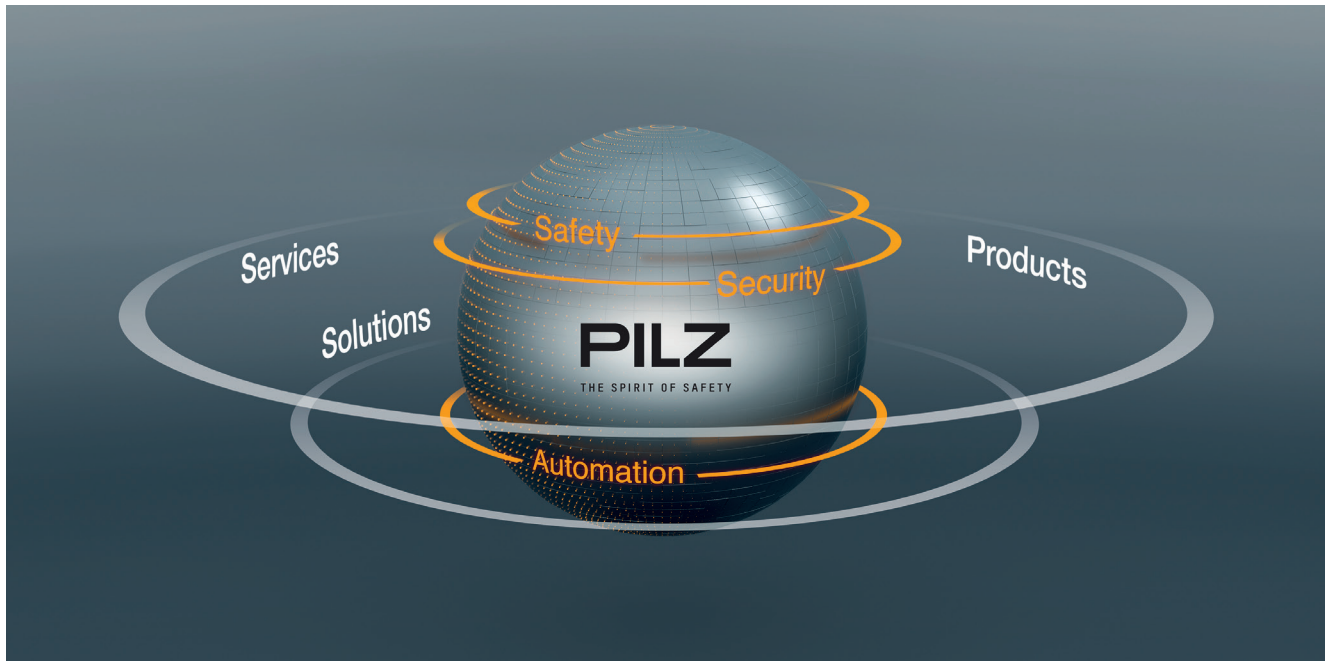 Safety
Services
Products
Security
Solutions
PILZ
THE SPIRIT OF SAFETY
Automation